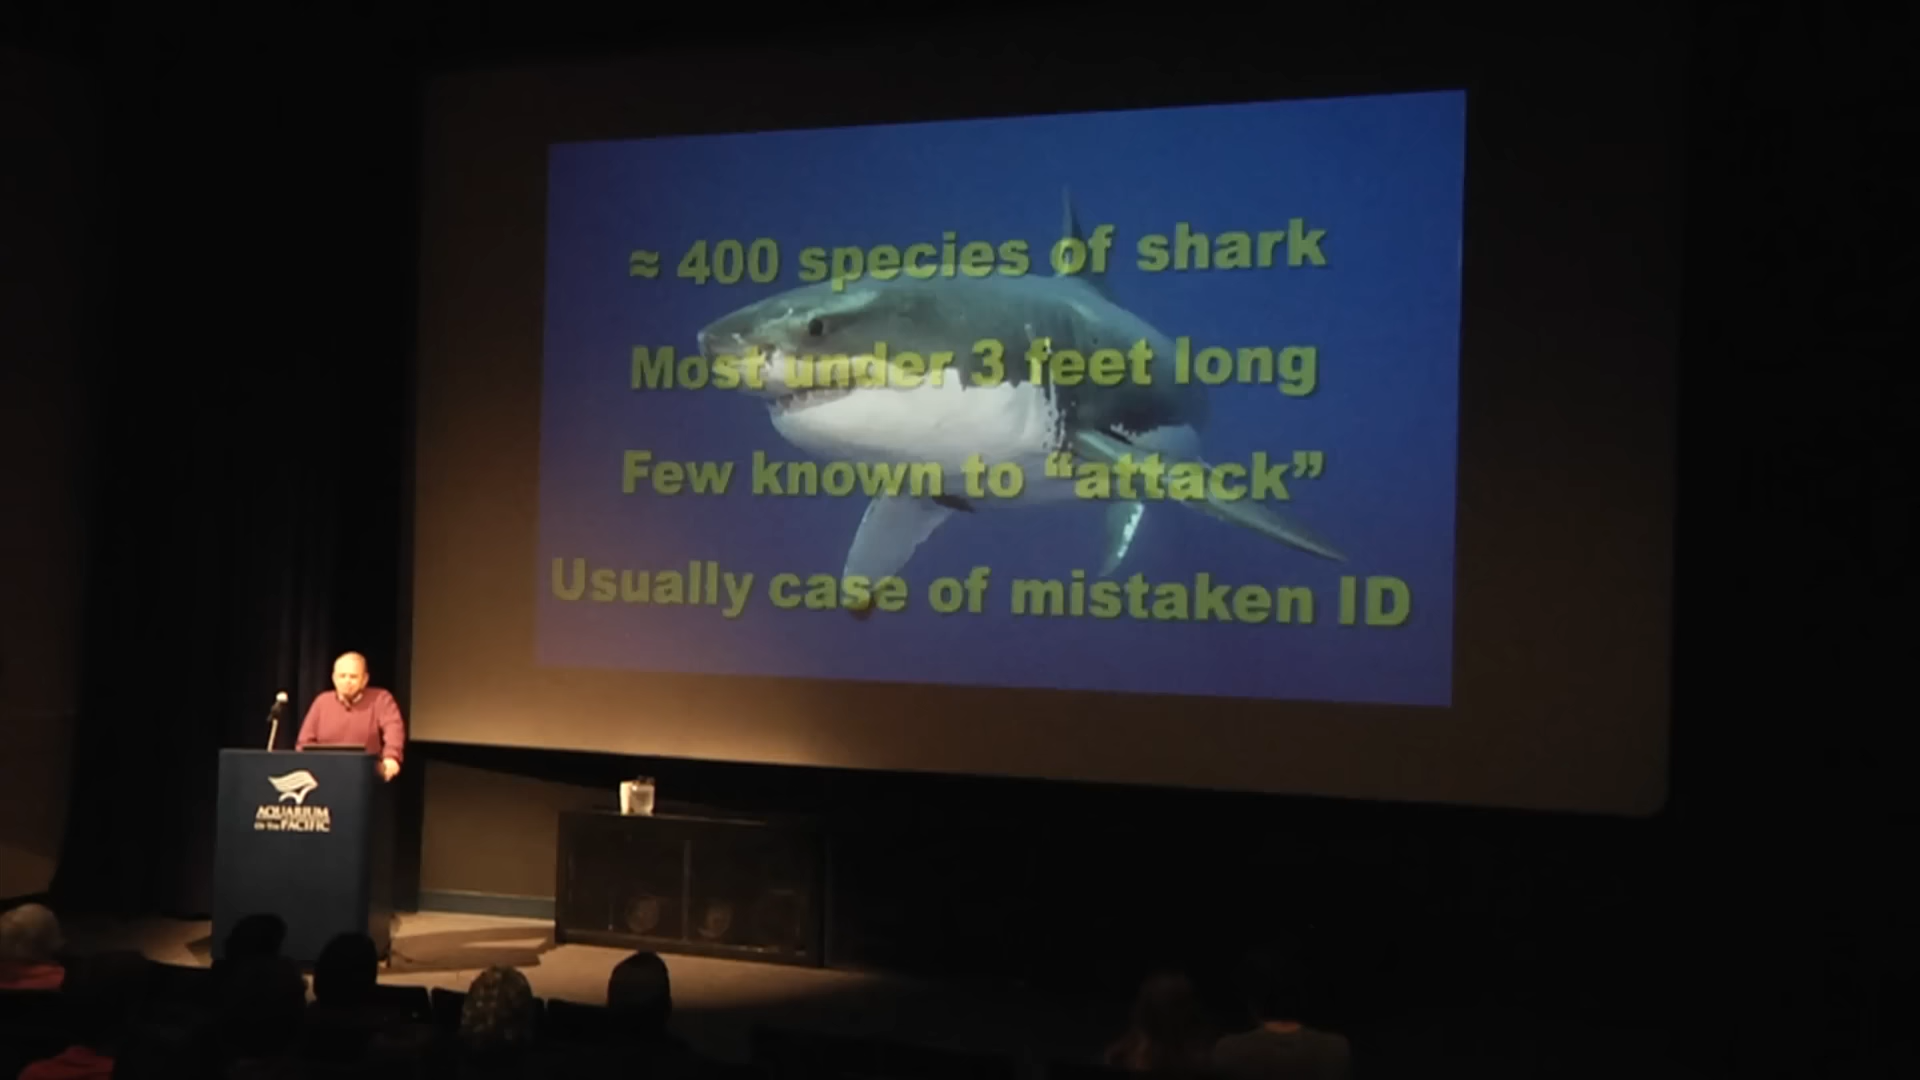 ≈ 400 species of shark
Most under 3 feet long
Few known to “attack”
Usually case of mistaken ID
AQUARIUM
OF THE PACIFIC